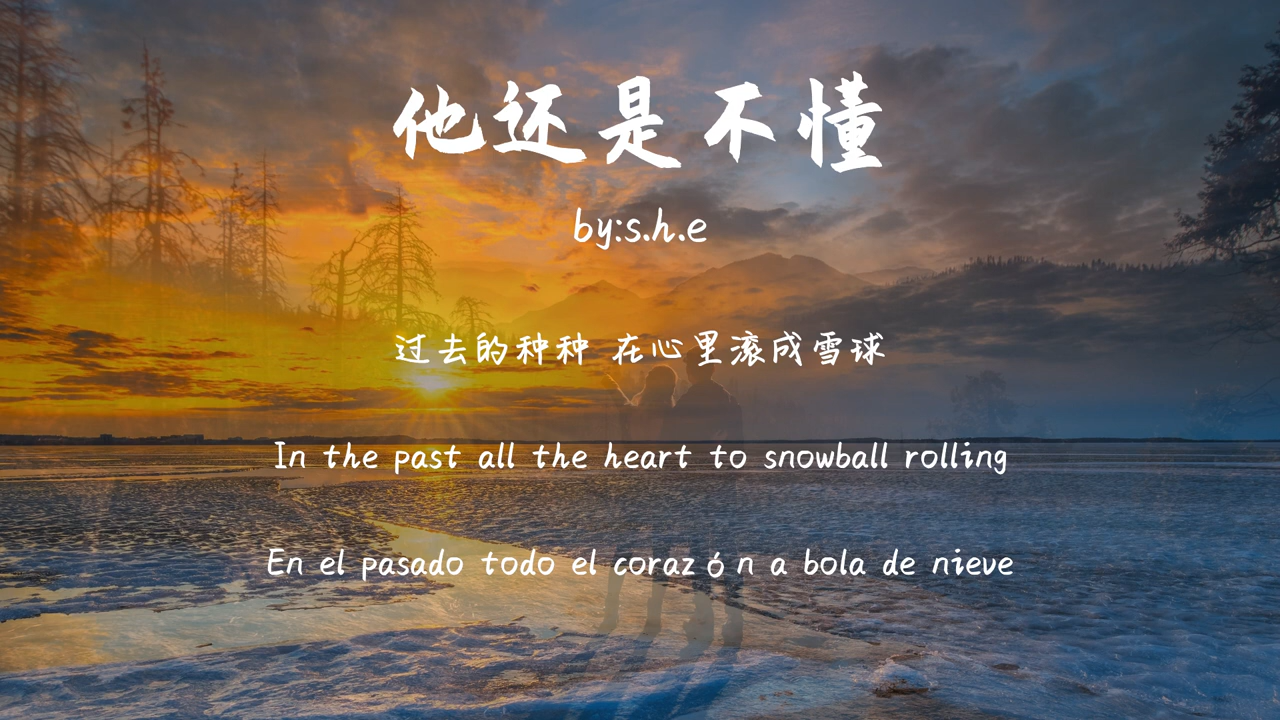 他还是不懂
by:s.h.e
过去的种种 在心里滚成雪球
In the past all the heart to snowball rolling
En el pasado todo el corazón a bola de nieve